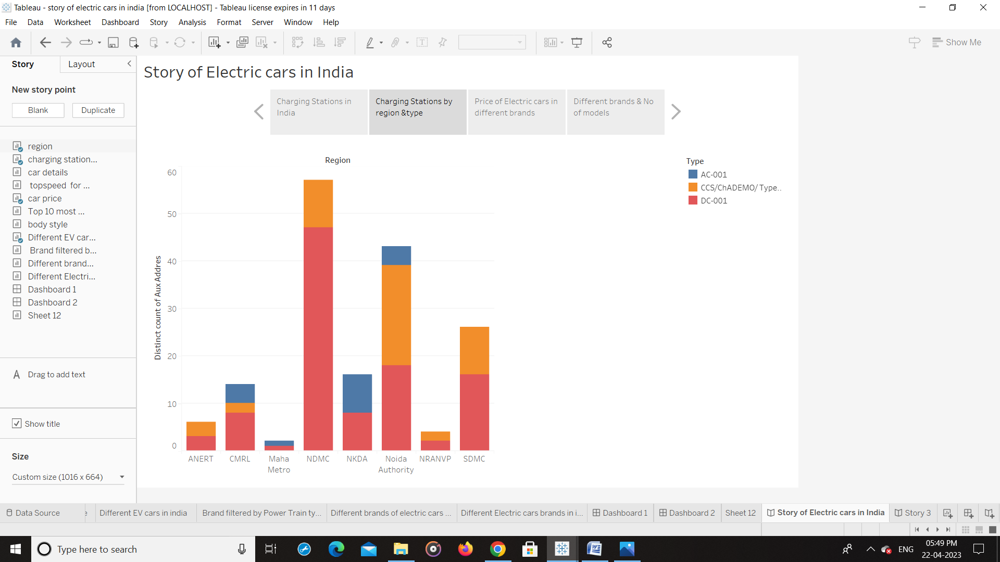 Tableau - story of electric cars in india [from LOCALHOST] - Tableau license expires in 11 days
File Data Worksheet Dashboard Story Analysis Format Server Window Help
Show Me
Story Layout
New story point
Blank Duplicate
region
charging station...
car details
topspeed for ...
car price
Top 10 most ...
body style
Different EV car...
Brand filtered b...
Different brand...
Different Electri...
Dashboard 1
Dashboard 2
Sheet 12
A Drag to add text
Show title
Size
Custom size (1016 x 664)
Story of Electric cars in India
Charging Stations in
India
Charging Stations by
region &type
Price of Electric cars in
different brands
Different brands & No
of models
Region
60
50
40
30
20
10
0
Distinct count of Aux Addres
ANERT
CMRL
Maha
Metro
NDMC
NKDA
Noida
Authority
NRANVP
SDMC
Type
AC-001
CCS/ChADEMO/ Type..
DC-001
Data Source
Different EV cars in india
Brand filtered by Power Train ty...
Different brands of electric cars ...
Different Electric cars brands in i...
Dashboard 1
Dashboard 2
Sheet 12
Story of Electric cars in India
Story 3
Type here to search
ENG
05:49 PM
22-04-2023